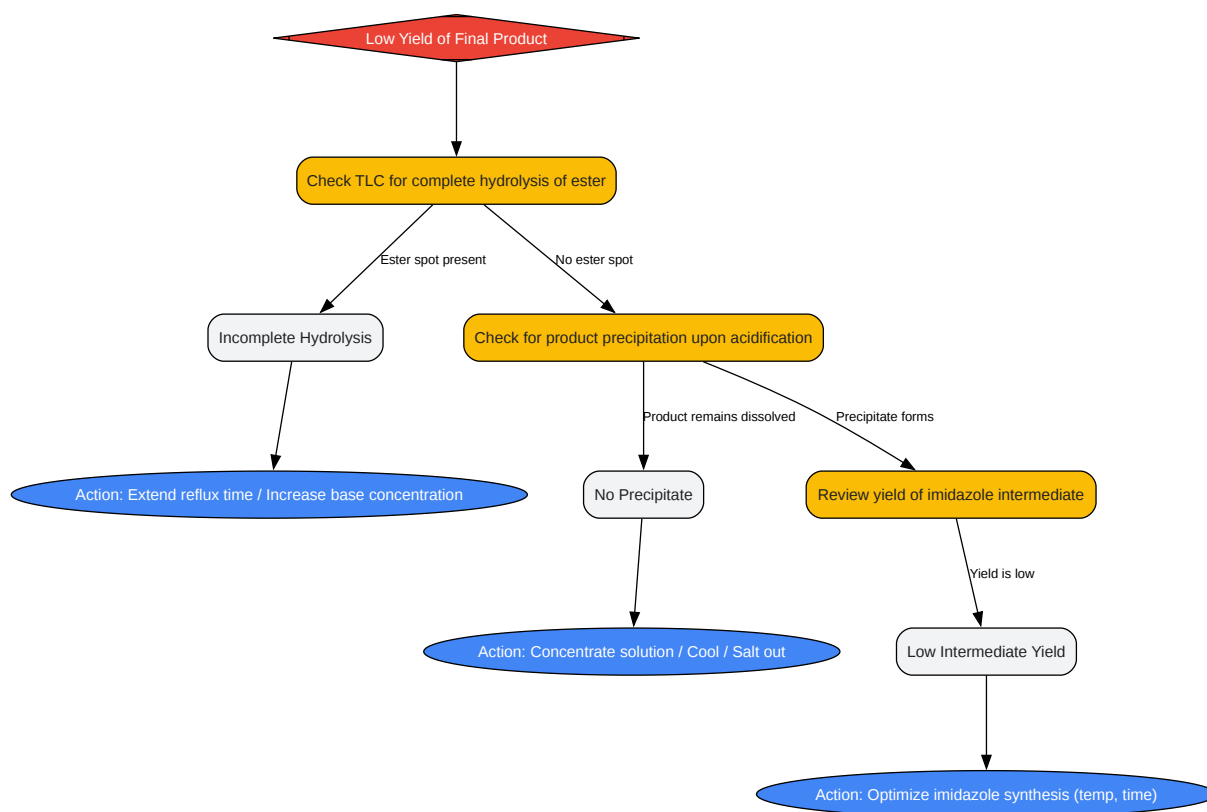 Low Yield of Final Product
Check TLC for complete hydrolysis of ester
Ester spot present
No ester spot
Incomplete Hydrolysis
Check for product precipitation upon acidification
Product remains dissolved
Precipitate forms
Action: Extend reflux time / Increase base concentration
No Precipitate
Review yield of imidazole intermediate
Yield is low
Action: Concentrate solution / Cool / Salt out
Low Intermediate Yield
Action: Optimize imidazole synthesis (temp, time)